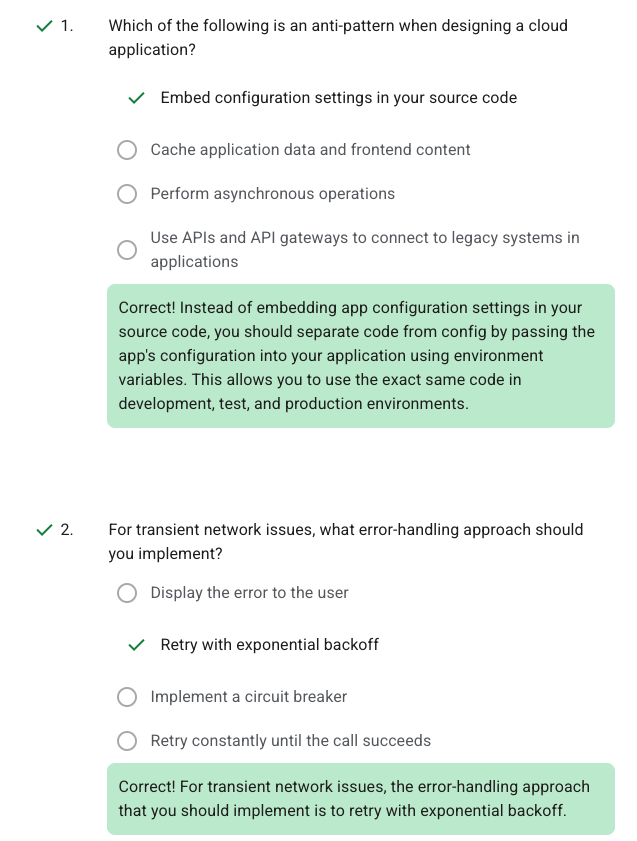 1. Which of the following is an anti-pattern when designing a cloud
application?
Embed configuration settings in your source code
Cache application data and frontend content
Perform asynchronous operations
Use APIs and API gateways to connect to legacy systems in
applications
Correct! Instead of embedding app configuration settings in your
source code, you should separate code from config by passing the
app's configuration into your application using environment
variables. This allows you to use the exact same code in
development, test, and production environments.
2. For transient network issues, what error-handling approach should
you implement?
Display the error to the user
Retry with exponential backoff
Implement a circuit breaker
Retry constantly until the call succeeds
Correct! For transient network issues, the error-handling approach
that you should implement is to retry with exponential backoff.